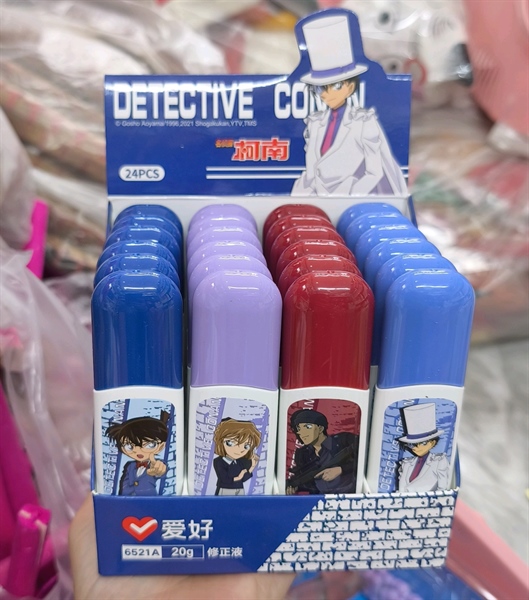 DETECTIVE CONAN
© Gosho Aoyama/1996,2021 Shogakukan,YTV,TMS
名侦探柯南
24PCS
爱好
6521A 20g 修正液